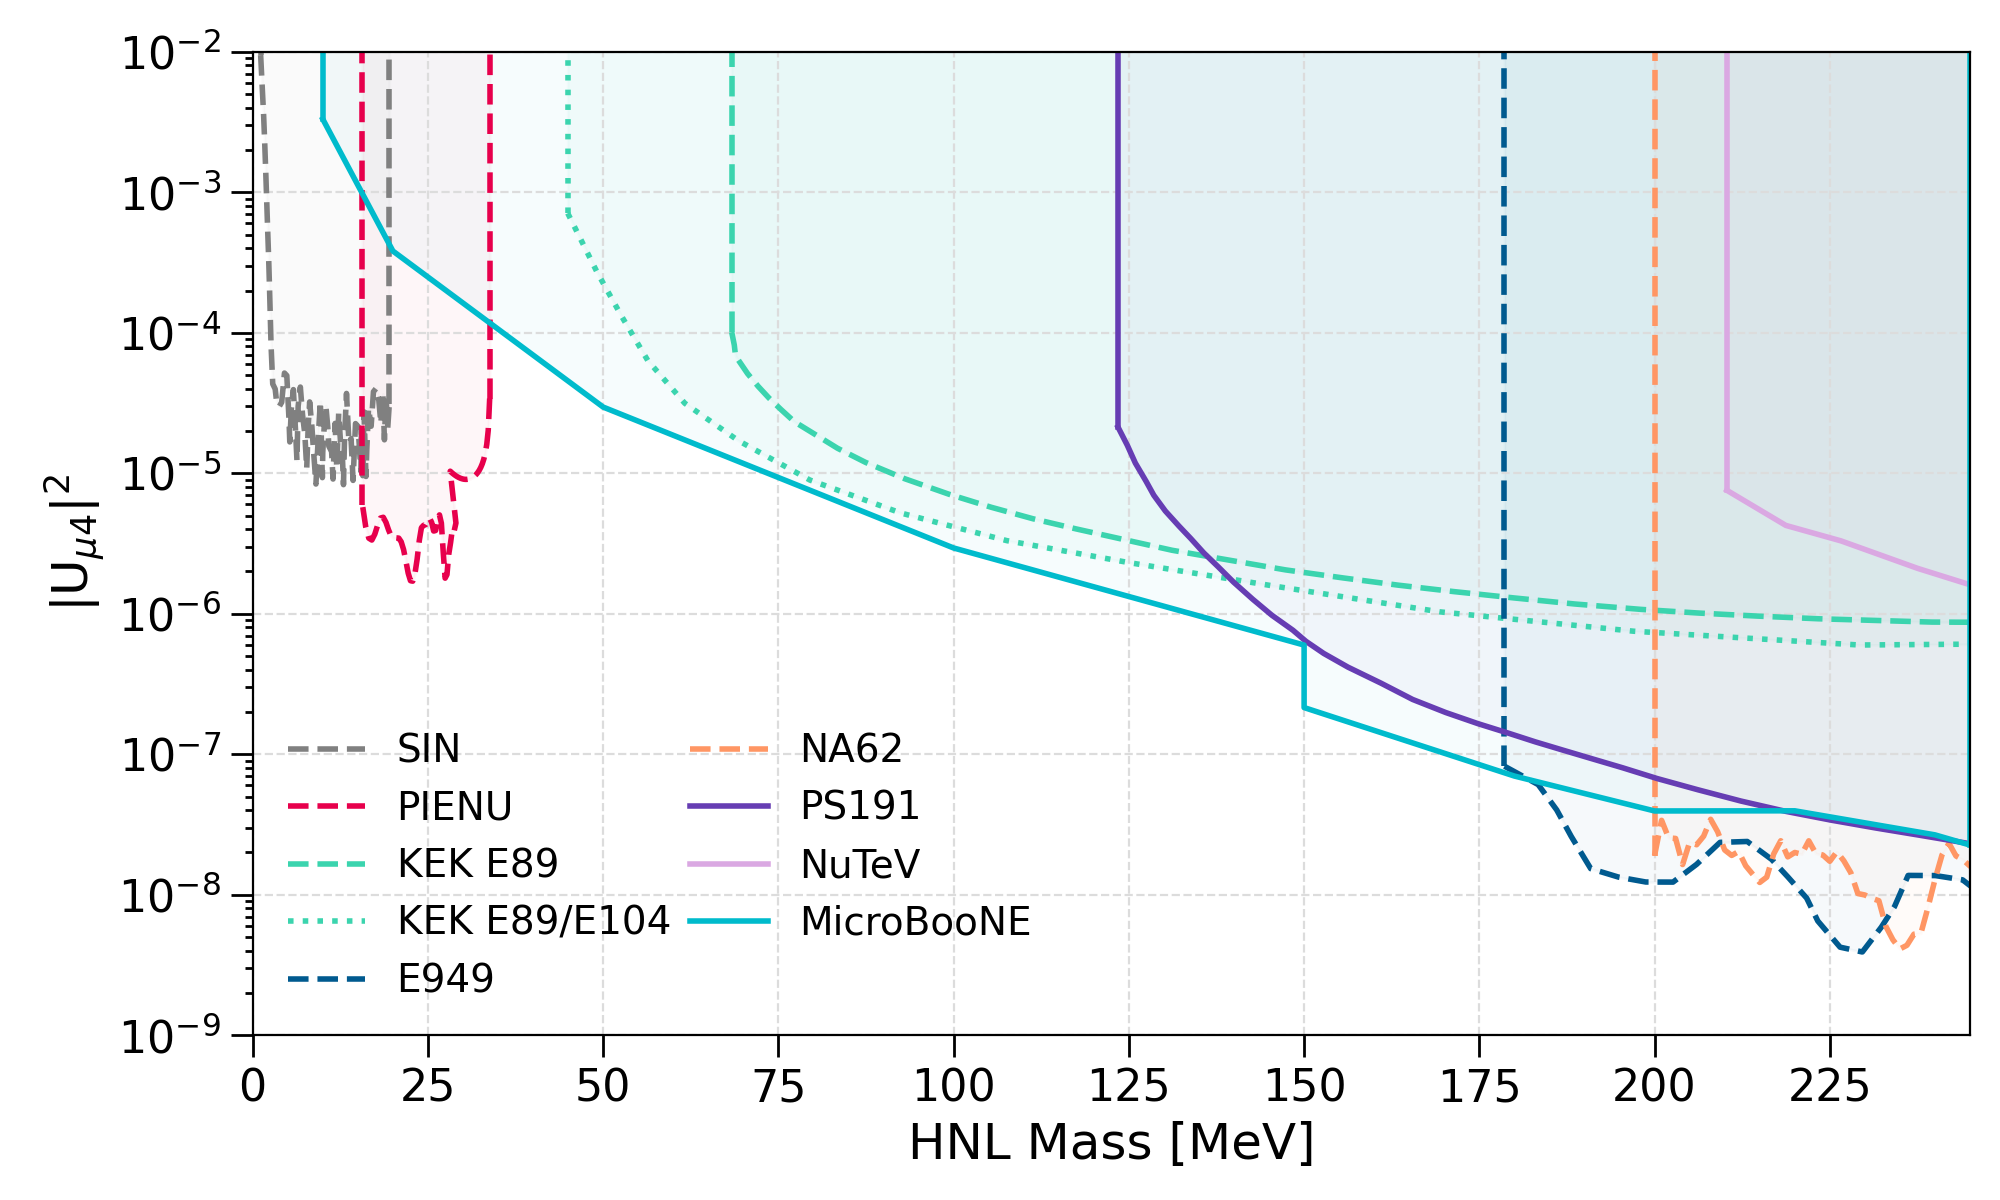 10⁻²
10⁻³
10⁻⁴
10⁻⁵
10⁻⁶
10⁻⁷
10⁻⁸
10⁻⁹
|U_μ4|²
SIN
PIENU
KEK E89
KEK E89/E104
E949
NA62
PS191
NuTeV
MicroBooNE
0 25 50 75 100 125 150 175 200 225
HNL Mass [MeV]